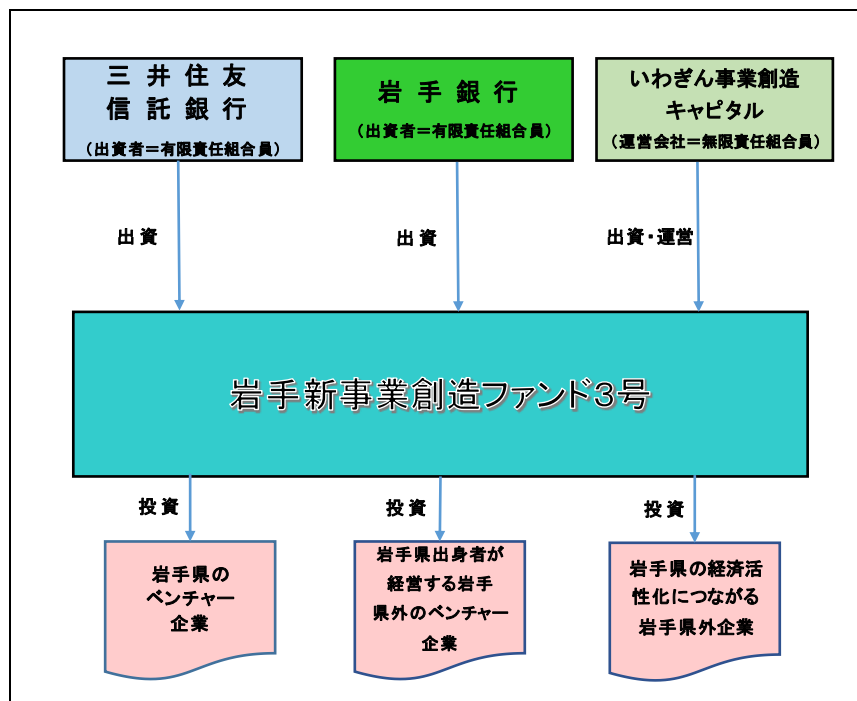 三井住友
信託銀行
（出資者＝有限責任組合員）
岩手銀行
（出資者＝有限責任組合員）
いわぎん事業創造
キャピタル
（運営会社＝無限責任組合員）
出資
出資
出資・運営
岩手新事業創造ファンド３号
投資
投資
投資
岩手県の
ベンチャー
企業
岩手県出身者が
経営する岩手
県外のベンチャー
企業
岩手県の経済活
性化につながる
岩手県外企業